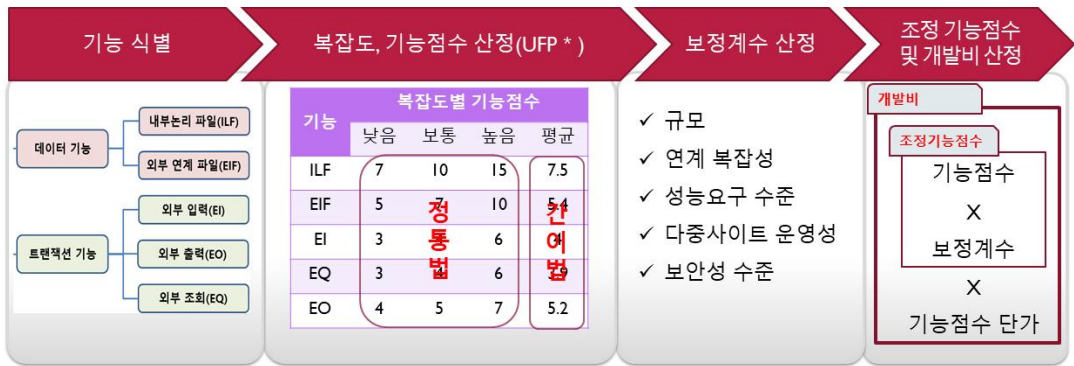 기능 식별
데이터 기능
내부논리 파일(ILF)
외부 연계 파일(EIF)
트랜잭션 기능
외부 입력(EI)
외부 출력(EO)
외부 조회(EQ)
복잡도, 기능점수 산정(UFP * )
기능 복잡도별 기능점수
낮음 보통 높음 평균
ILF 7 10 15 7.5
EIF 5 7 10 5.4
EI 3 6
EQ 3 4 6
EO 4 5 7 5.2
정통법
간이법
보정계수 산정
✓ 규모
✓ 연계 복잡성
✓ 성능요구 수준
✓ 다중사이트 운영성
✓ 보안성 수준
조정 기능점수
및 개발비 산정
개발비
조정기능점수
기능점수
X
보정계수
X
기능점수 단가